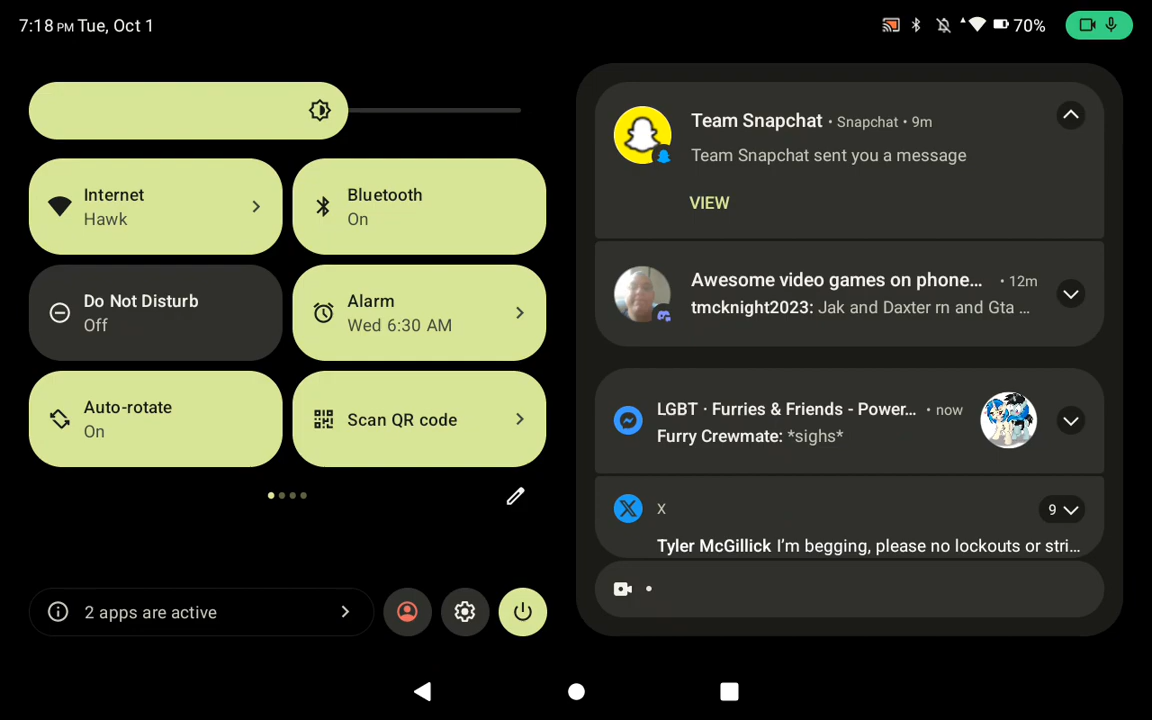 7:18 PM Tue, Oct 1
70%
Internet
Hawk
Bluetooth
On
Do Not Disturb
Off
Alarm
Wed 6:30 AM
Auto-rotate
On
Scan QR code
2 apps are active
Team Snapchat • Snapchat • 9m
Team Snapchat sent you a message
VIEW
Awesome video games on phone… • 12m
tmcknight2023: Jak and Daxter rn and Gta …
LGBT · Furries & Friends - Power… • now
Furry Crewmate: *sighs*
X
9
Tyler McGillick I’m begging, please no lockouts or stri…